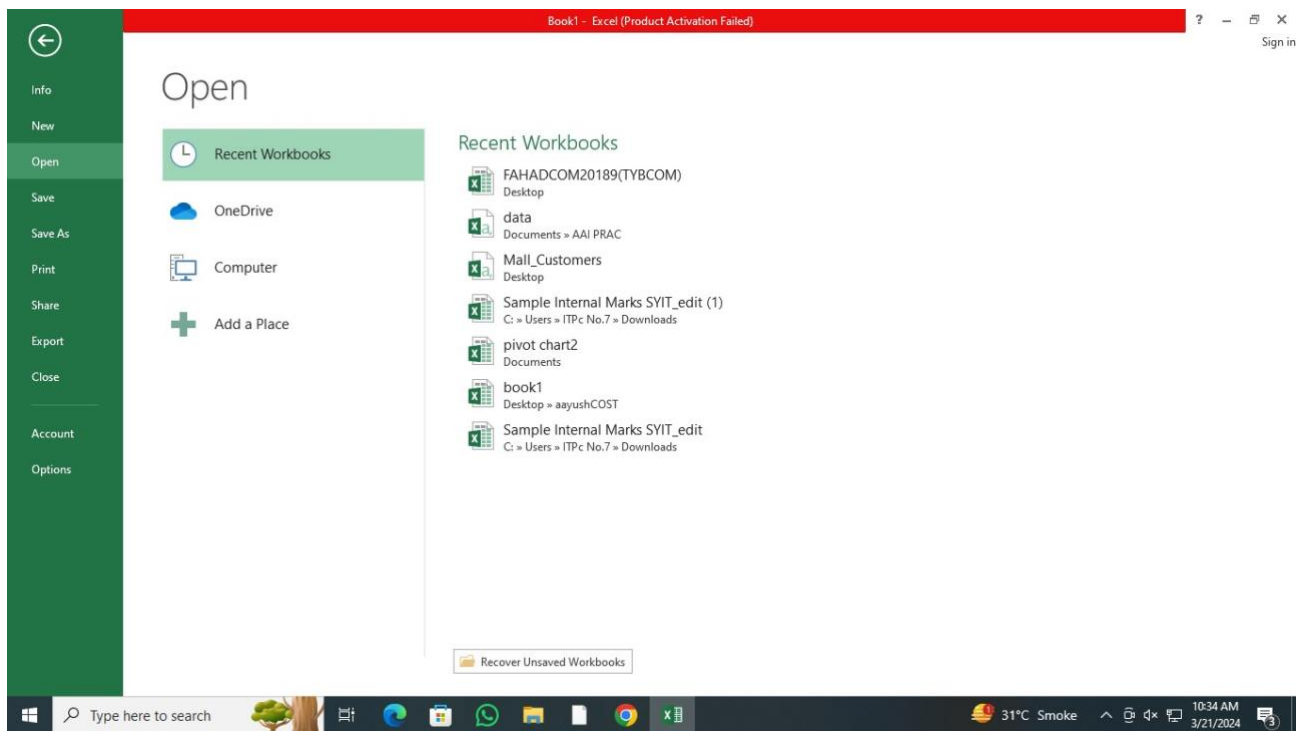 Book1 - Excel (Product Activation Failed)
?
Sign in
Info
New
Open
Save
Save As
Print
Share
Export
Close
Account
Options
Open
Recent Workbooks
OneDrive
Computer
Add a Place
Recent Workbooks
FAHADCOM20189(TYBCOM)
Desktop
data
Documents » AAI PRAC
Mall_Customers
Desktop
Sample Internal Marks SYIT_edit (1)
C: » Users » ITPc No.7 » Downloads
pivot chart2
Documents
book1
Desktop » aayushCOST
Sample Internal Marks SYIT_edit
C: » Users » ITPc No.7 » Downloads
Recover Unsaved Workbooks
Type here to search
31°C Smoke
10:34 AM
3/21/2024
3